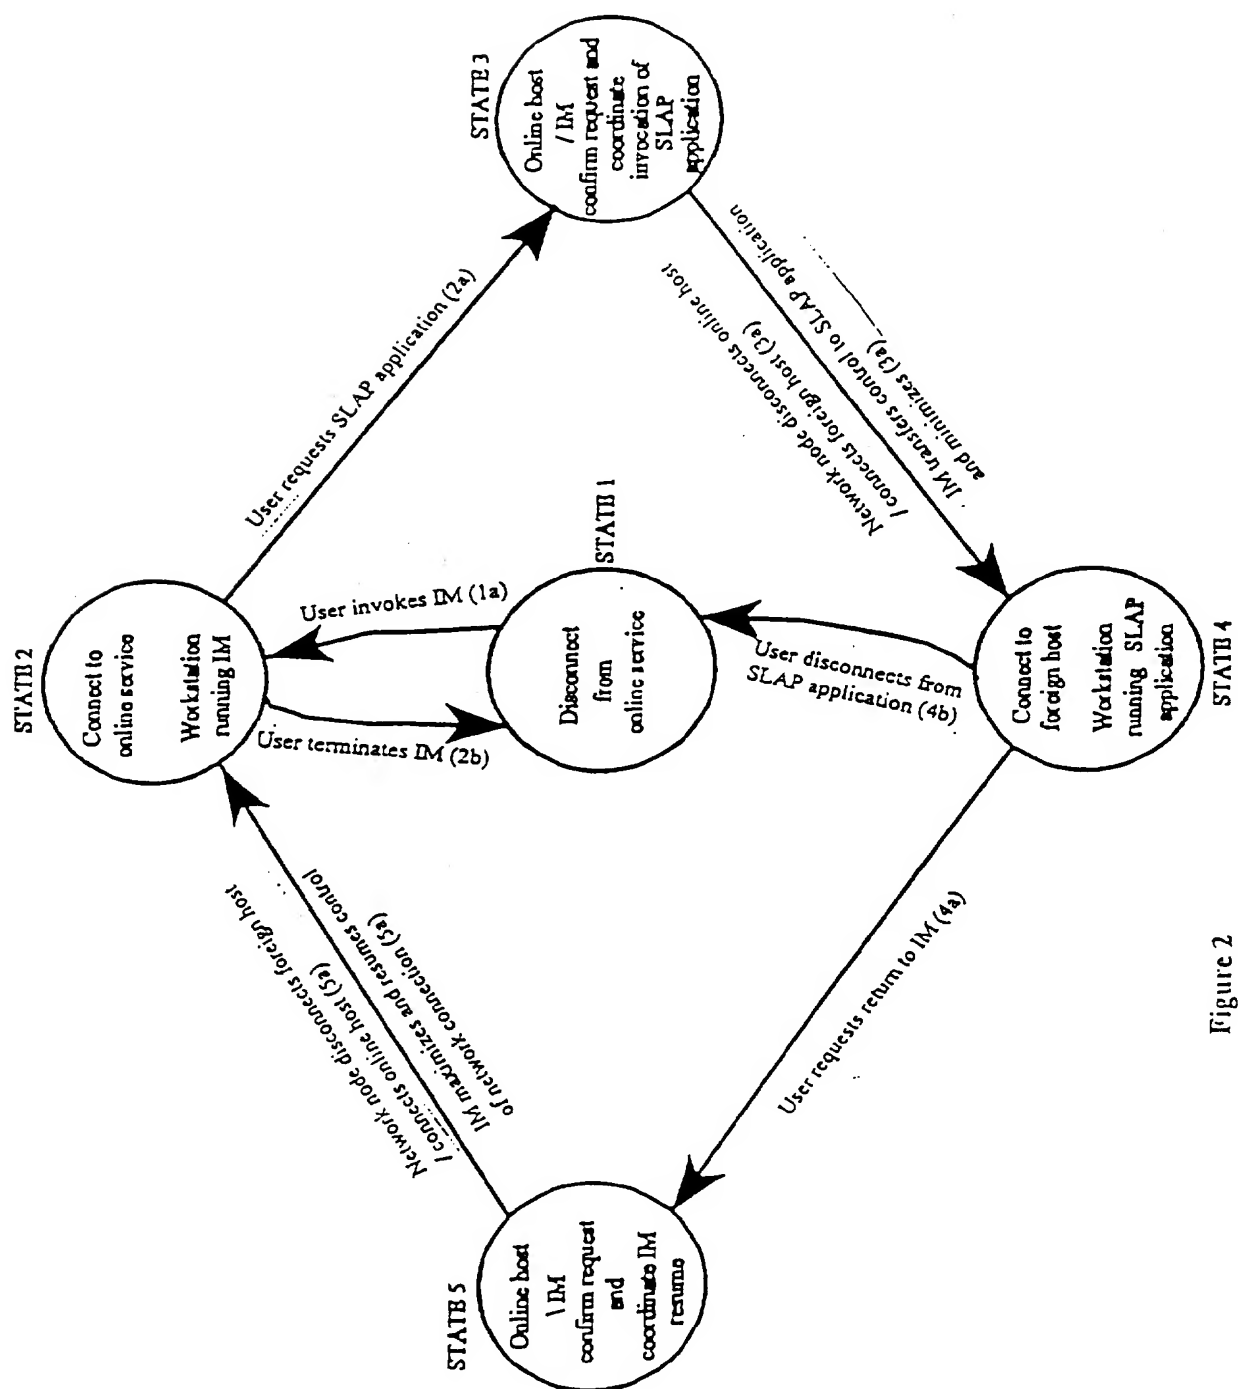 STATE 2
Connect to
online service
Workstation
running IM
User requests SLAP application (2a)
STATE 3
Online host
/ IM
confirm request and
coordinate
invocation of
SLAP
application
User invokes IM (1a)
User terminates IM (2b)
STATE 1
Disconnect
from
online service
IM transfers control to SLAP application
and minimizes (3a)
Network node disconnects online host
/ connects foreign host (3a)
User disconnects from
SLAP application (4b)
STATE 4
Connect to
foreign host
Workstation
running SLAP
application
User requests return to IM (4a)
STATE 5
Online host
\ IM
confirm request
and
coordinate IM
resume
Network node disconnects foreign host
/ connects online host (5a)
IM maximizes and resumes control
of network connection (5a)
Figure 2